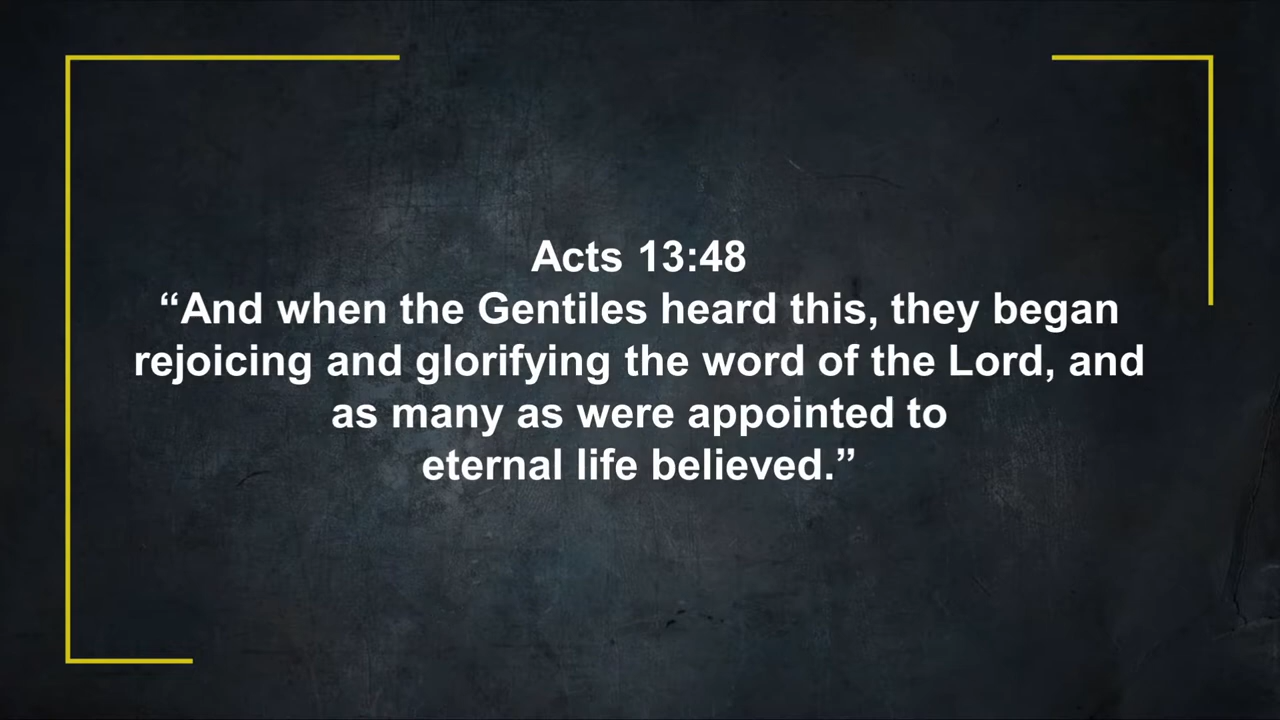 Acts 13:48
“And when the Gentiles heard this, they began
rejoicing and glorifying the word of the Lord, and
as many as were appointed to
eternal life believed.”